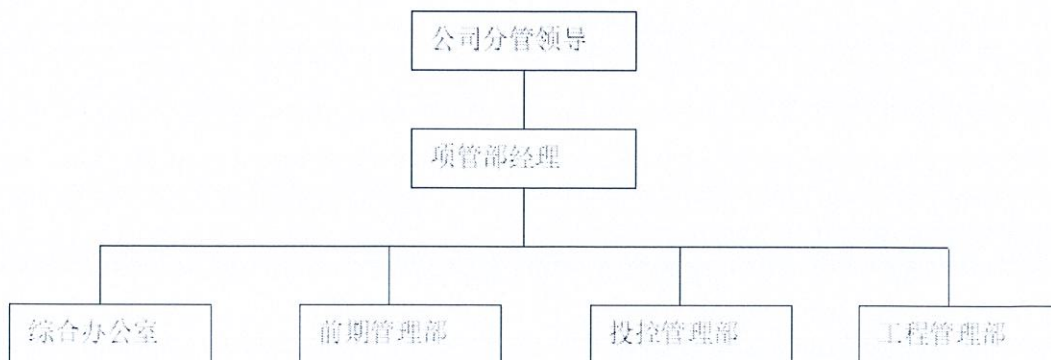 公司分管领导
项管部经理
综合办公室
前期管理部
投控管理部
工程管理部